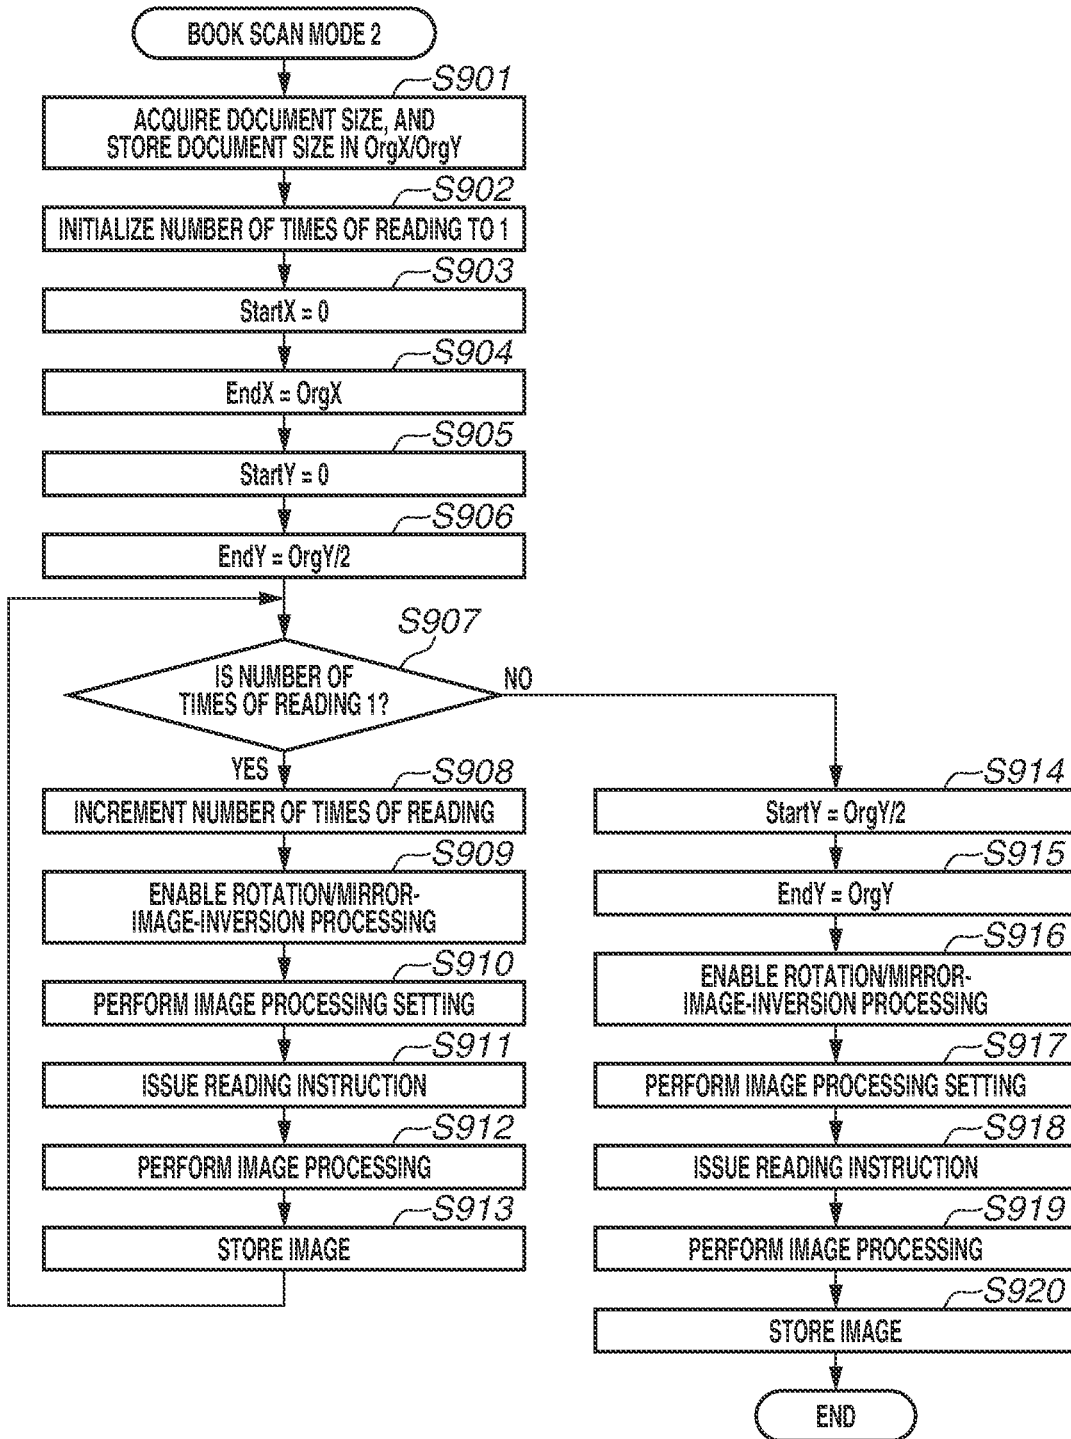 BOOK SCAN MODE 2
S901
ACQUIRE DOCUMENT SIZE, AND
STORE DOCUMENT SIZE IN OrgX/OrgY
S902
INITIALIZE NUMBER OF TIMES OF READING TO 1
S903
StartX = 0
S904
EndX = OrgX
S905
StartY = 0
S906
EndY = OrgY/2
S907
IS NUMBER OF
TIMES OF READING 1?
NO
YES
S908
INCREMENT NUMBER OF TIMES OF READING
S909
ENABLE ROTATION/MIRROR-
IMAGE-INVERSION PROCESSING
S910
PERFORM IMAGE PROCESSING SETTING
S911
ISSUE READING INSTRUCTION
S912
PERFORM IMAGE PROCESSING
S913
STORE IMAGE
S914
StartY = OrgY/2
S915
EndY = OrgY
S916
ENABLE ROTATION/MIRROR-
IMAGE-INVERSION PROCESSING
S917
PERFORM IMAGE PROCESSING SETTING
S918
ISSUE READING INSTRUCTION
S919
PERFORM IMAGE PROCESSING
S920
STORE IMAGE
END